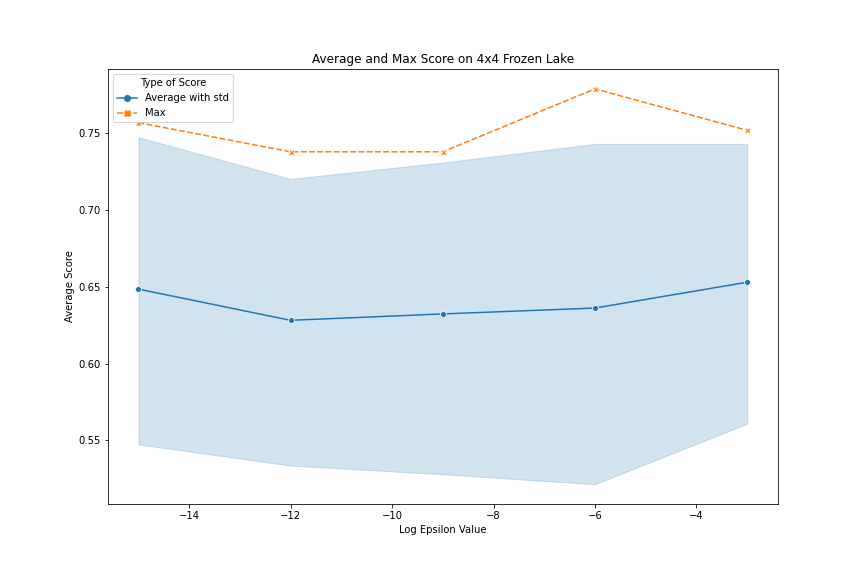 Average and Max Score on 4x4 Frozen Lake
Type of Score
Average with std
Max
0.75
0.70
0.65
0.60
0.55
Average Score
−14
−12
−10
−8
−6
−4
Log Epsilon Value